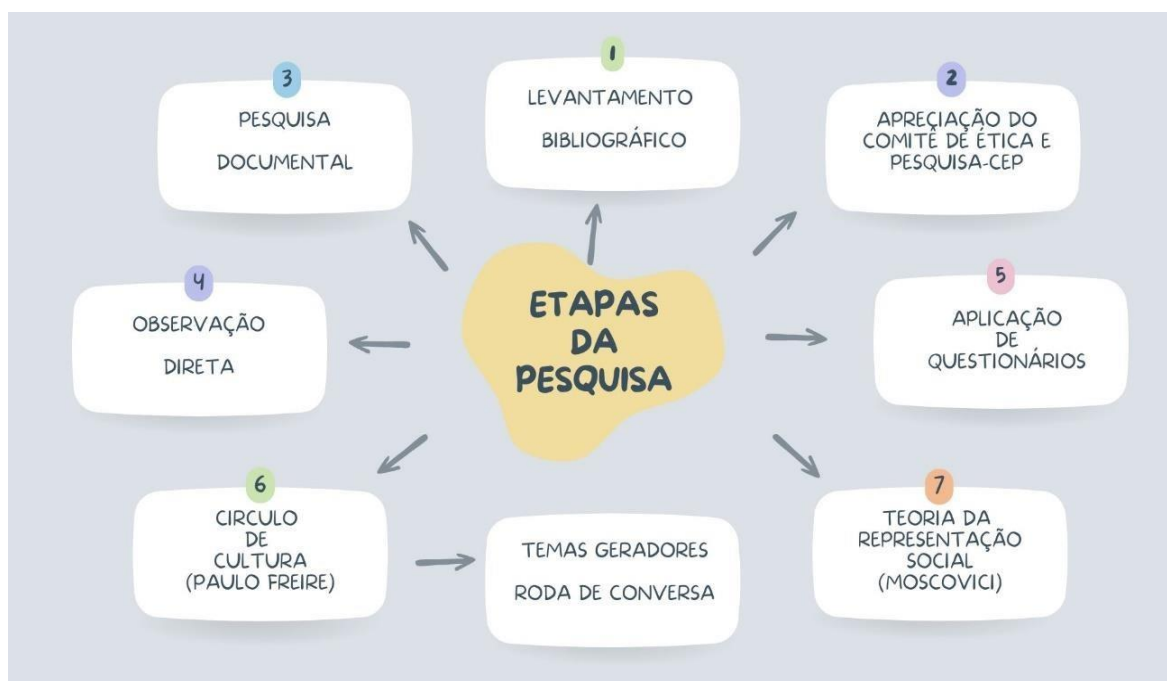 ETAPAS
DA
PESQUISA
1
LEVANTAMENTO
BIBLIOGRÁFICO
2
APRECIAÇÃO DO
COMITÊ DE ÉTICA E
PESQUISA-CEP
3
PESQUISA
DOCUMENTAL
4
OBSERVAÇÃO
DIRETA
5
APLICAÇÃO
DE
QUESTIONÁRIOS
6
CIRCULO
DE
CULTURA
(PAULO FREIRE)
TEMAS GERADORES
RODA DE CONVERSA
7
TEORIA DA
REPRESENTAÇÃO
SOCIAL
(MOSCOVICI)